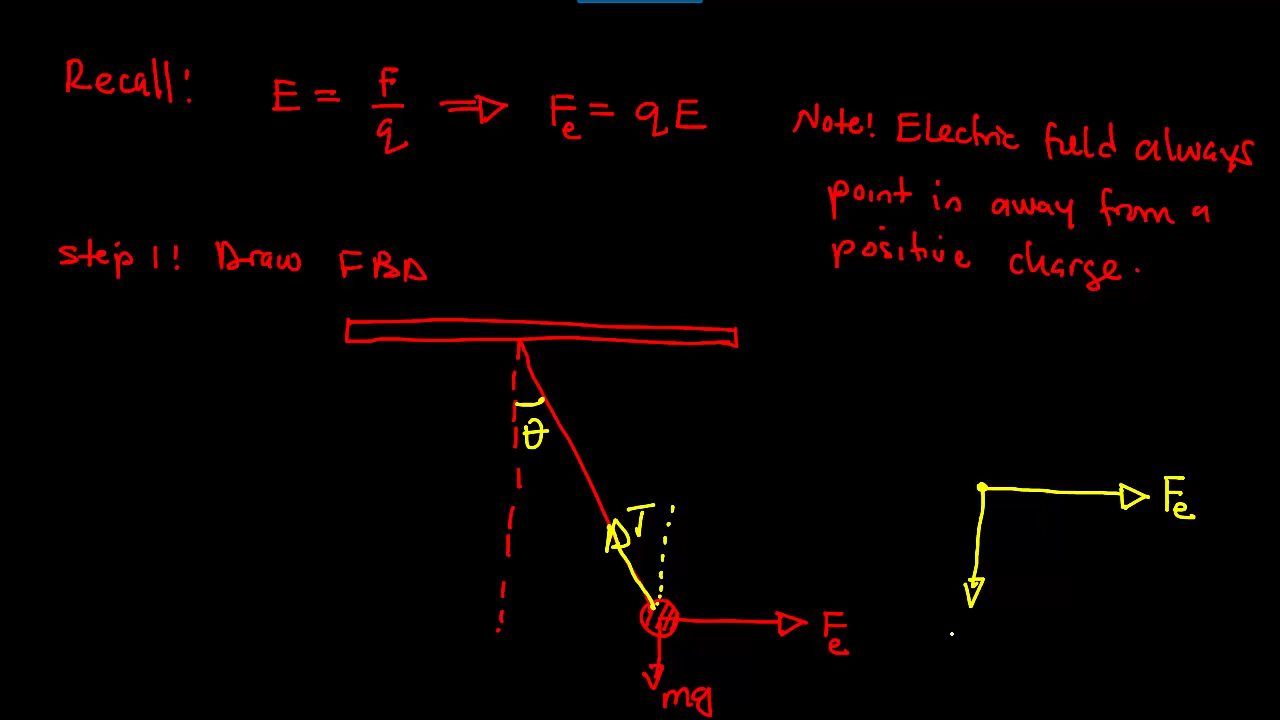 Recall!
E = F/q ⟹ Fe = qE
Note! Electric field always
point is away from a
positive charge.
Step 1! Draw FBD
θ
T
Fe
Fe
mg